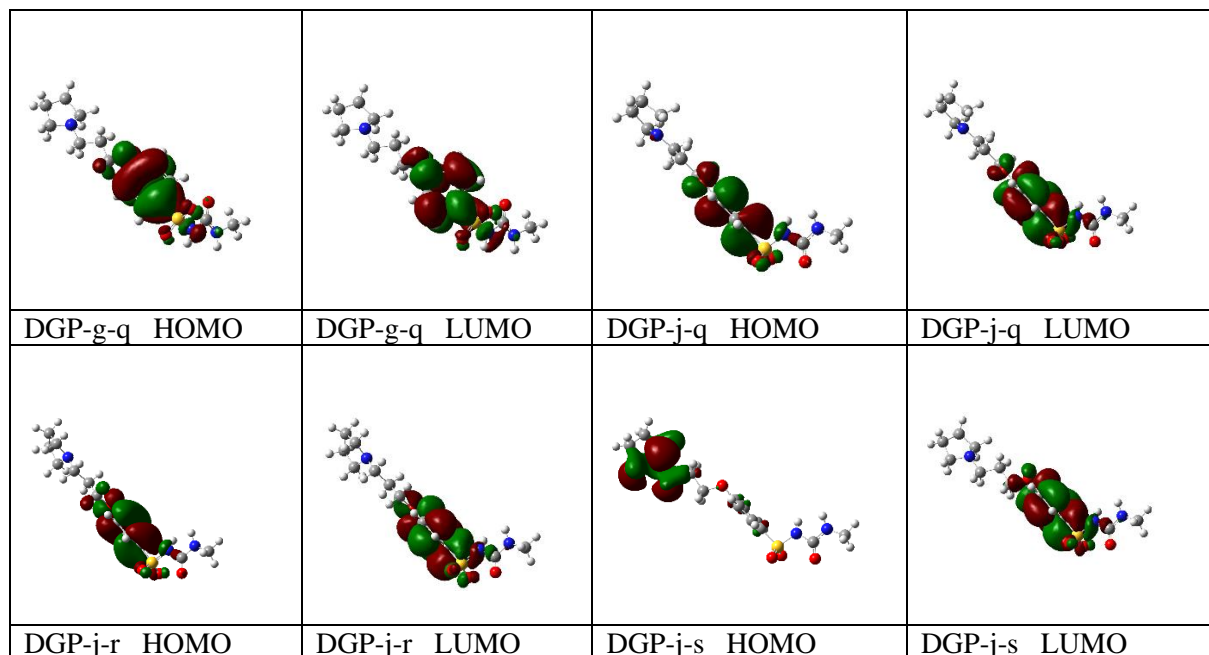 DGP-g-q HOMO
DGP-g-q LUMO
DGP-j-q HOMO
DGP-j-q LUMO
DGP-j-r HOMO
DGP-j-r LUMO
DGP-j-s HOMO
DGP-j-s LUMO